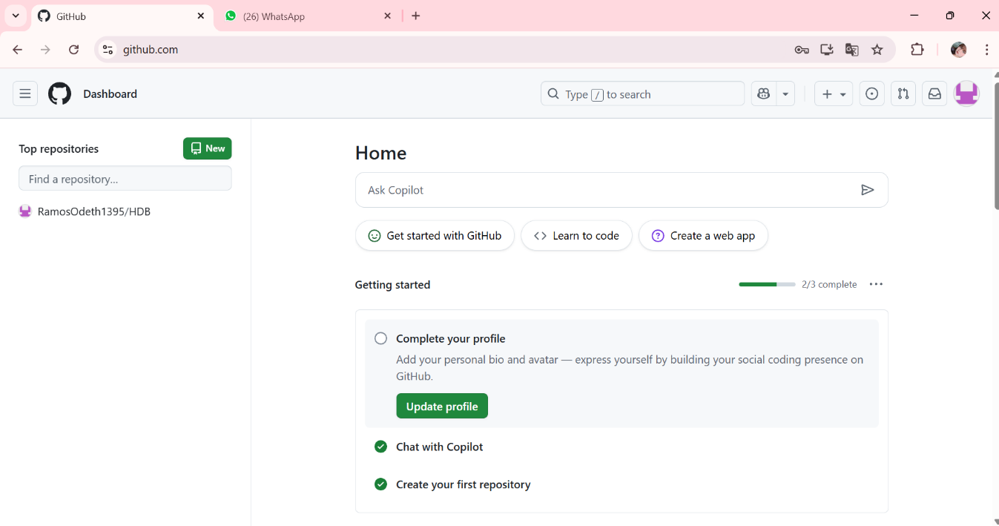 GitHub
(26) WhatsApp
github.com
Dashboard
Type / to search
Top repositories
New
Find a repository...
RamosOdeth1395/HDB
Home
Ask Copilot
Get started with GitHub
Learn to code
Create a web app
Getting started
2/3 complete
Complete your profile
Add your personal bio and avatar — express yourself by building your social coding presence on
GitHub.
Update profile
Chat with Copilot
Create your first repository